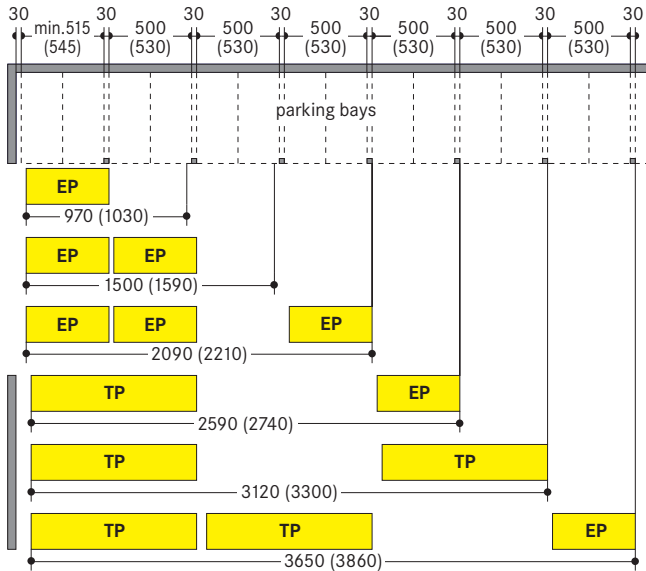 30 min.515 30 500 30 500 30 500 30 500 30 500 30 500 30
(545) (530) (530) (530) (530) (530) (530)
parking bays
EP
970 (1030)
EP EP
1500 (1590)
EP EP EP
2090 (2210)
TP EP
2590 (2740)
TP TP
3120 (3300)
TP TP EP
3650 (3860)